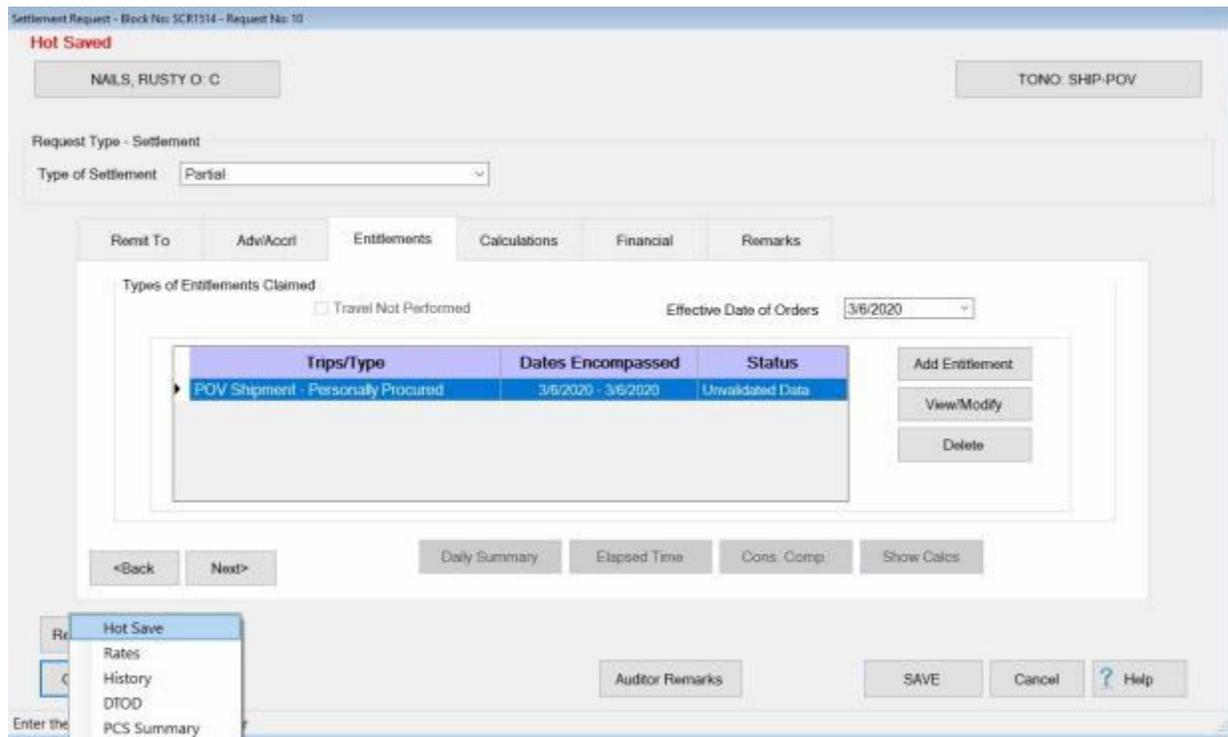 Settlement Request - Block No: SCR1514 - Request No: 10
Hot Saved
NAILS, RUSTY O: C
TONO: SHIP-POV
Request Type - Settlement
Type of Settlement Partial
Remit To Adv/Accrl Entitlements Calculations Financial Remarks
Types of Entitlements Claimed
Travel Not Performed Effective Date of Orders 3/6/2020
Trips/Type Dates Encompassed Status
POV Shipment - Personally Procured 3/6/2020 - 3/6/2020 Unvalidated Data
Add Entitlement
View/Modify
Delete
<Back Next> Daily Summary Elapsed Time Cons. Comp. Show Calcs
Hot Save
Rates
History
DTOD
PCS Summary
Auditor Remarks SAVE Cancel ? Help
Enter the